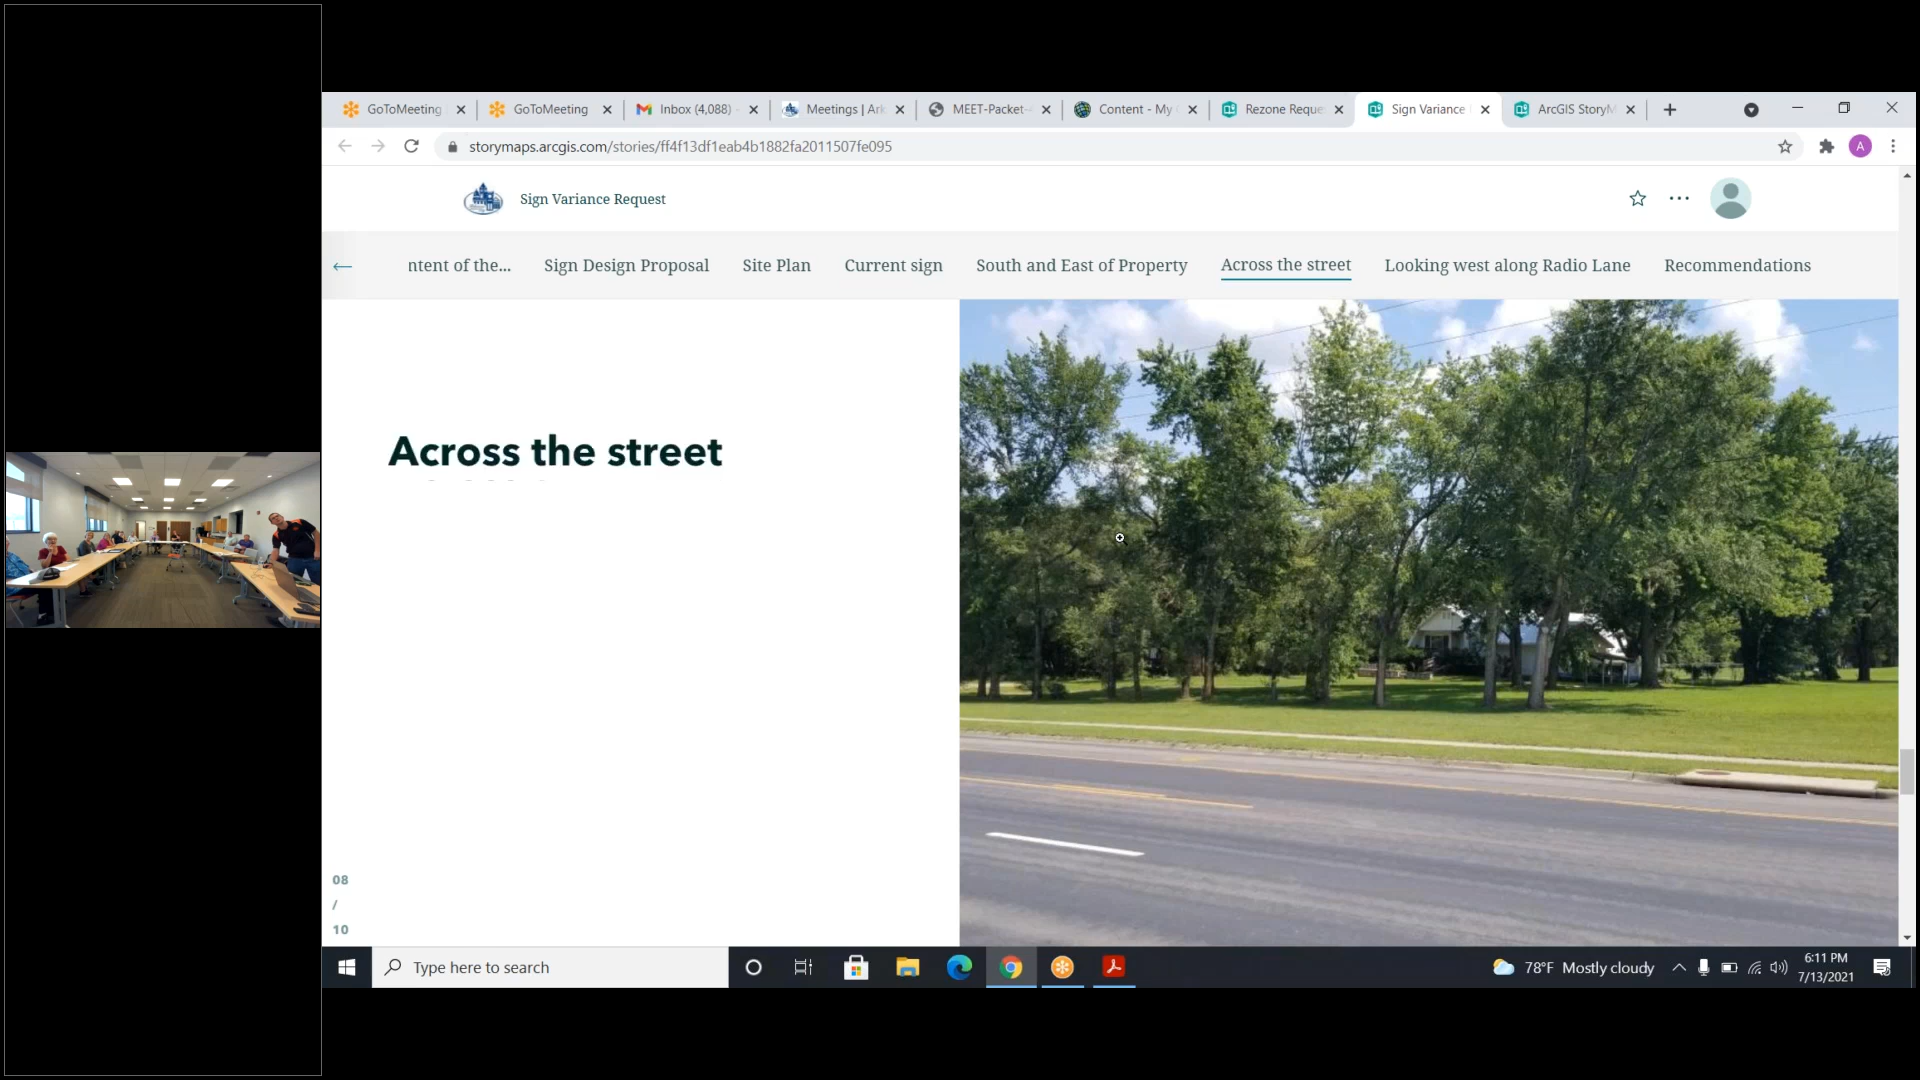 GoToMeeting
GoToMeeting
Inbox (4,088) -
Meetings | Ark
MEET-Packet-
Content - My
Rezone Reque
Sign Variance
ArcGIS StoryM
storymaps.arcgis.com/stories/ff4f13df1eab4b1882fa2011507fe095
A
Sign Variance Request
ntent of the...
Sign Design Proposal
Site Plan
Current sign
South and East of Property
Across the street
Looking west along Radio Lane
Recommendations
Across the street
08
/
10
Type here to search
78°F Mostly cloudy
6:11 PM
7/13/2021